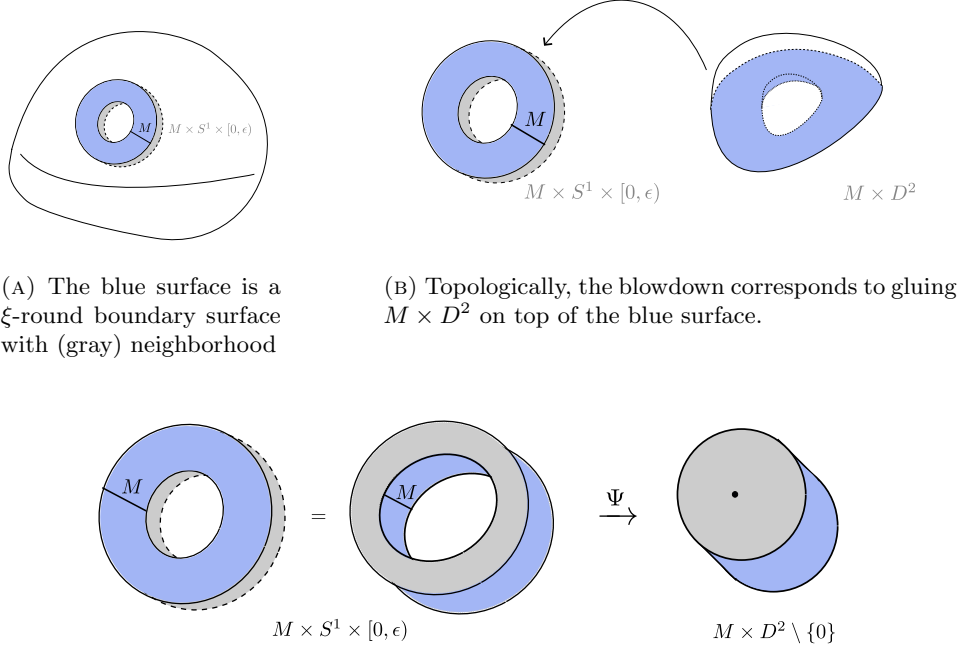 M
M × S¹ × [0, ϵ)
M
M × S¹ × [0, ϵ)
M × D²
(A) The blue surface is a
ξ-round boundary surface
with (gray) neighborhood
(B) Topologically, the blowdown corresponds to gluing
M × D² on top of the blue surface.
M
=
M
Ψ
M × S¹ × [0, ϵ)
M × D² \ {0}